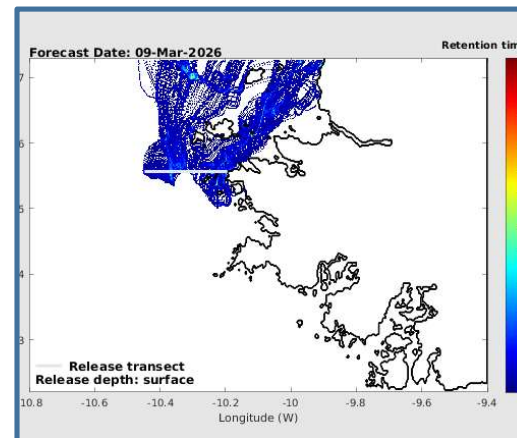 Retention tim
Forecast Date: 09-Mar-2026
7
6
5
4
3
Release transect
Release depth: surface
10.8
-10.6
-10.4
-10.2
-10
-9.8
-9.6
-9.4
Longitude (W)